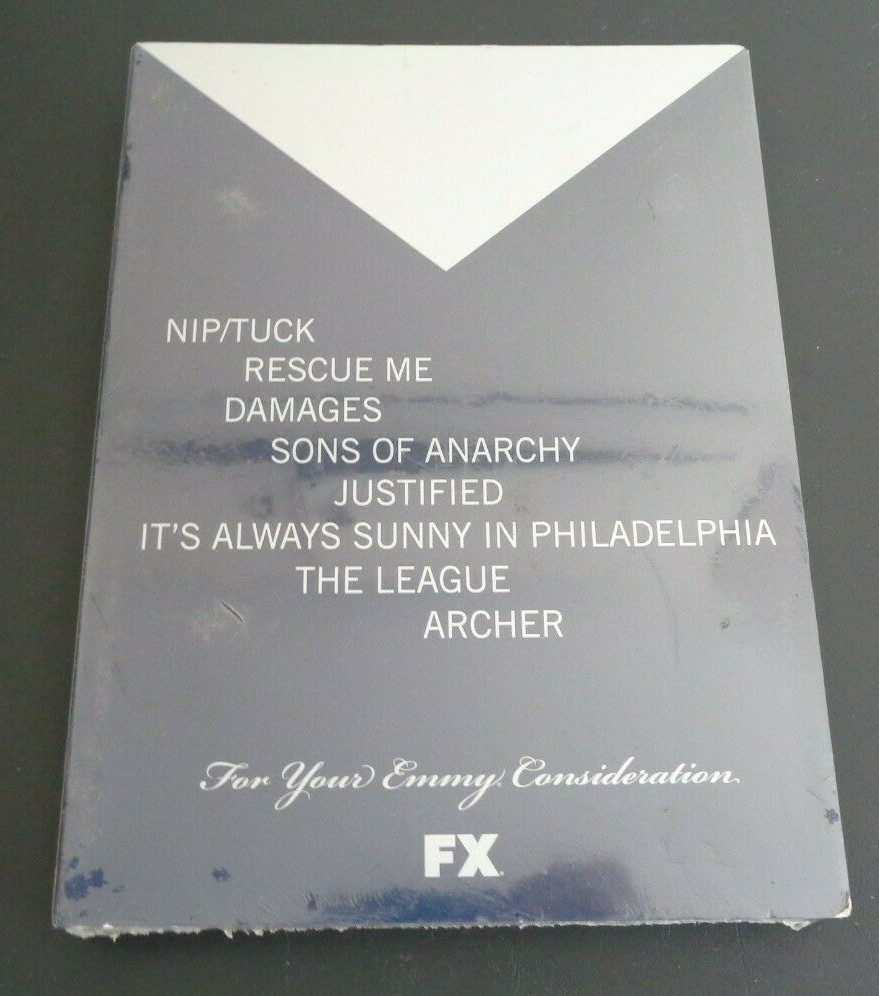 NIP/TUCK
RESCUE ME
DAMAGES
SONS OF ANARCHY
JUSTIFIED
IT'S ALWAYS SUNNY IN PHILADELPHIA
THE LEAGUE
ARCHER
For Your Emmy Consideration
FX